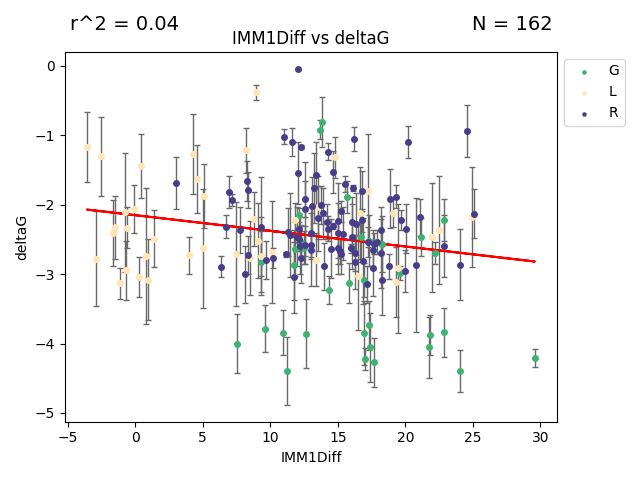 r^2 = 0.04
N = 162
IMM1Diff vs deltaG
G
L
R
0
−1
−2
−3
−4
−5
deltaG
−5 0 5 10 15 20 25 30
IMM1Diff